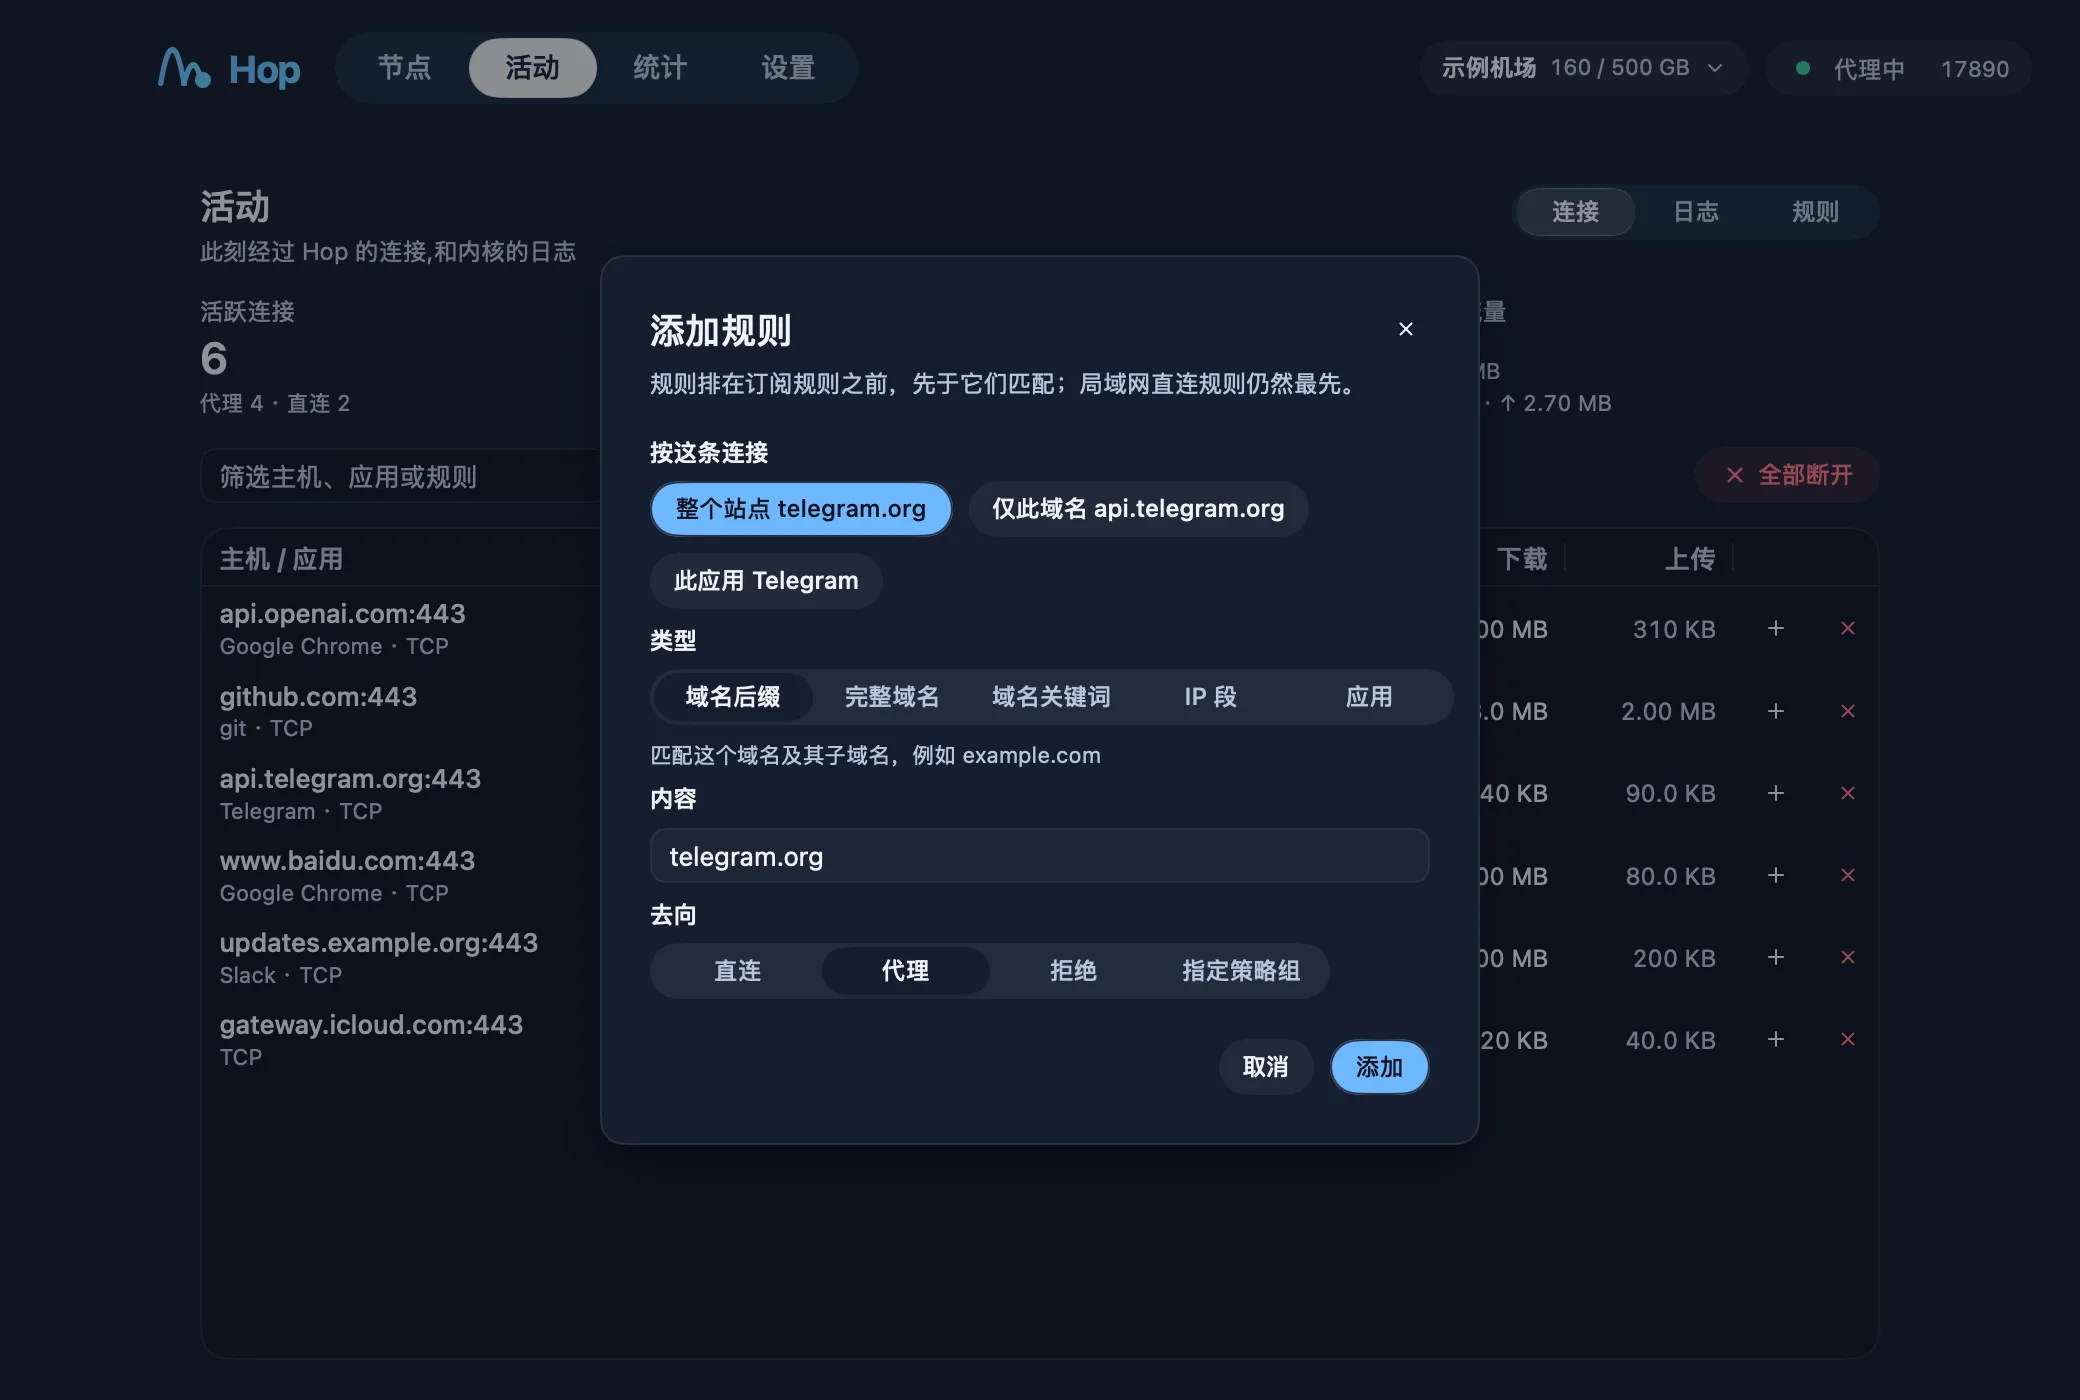 Hop 节点 活动 统计 设置 示例机场 160 / 500 GB 代理中 17890
活动 连接 日志 规则
此刻经过 Hop 的连接,和内核的日志
活跃连接
6
代理 4 · 直连 2
量
MB
· ↑ 2.70 MB
筛选主机、应用或规则
× 全部断开
主机 / 应用 下载 上传
api.openai.com:443 00 MB 310 KB + ×
Google Chrome · TCP
github.com:443 .0 MB 2.00 MB + ×
git · TCP
api.telegram.org:443 40 KB 90.0 KB + ×
Telegram · TCP
www.baidu.com:443 00 MB 80.0 KB + ×
Google Chrome · TCP
updates.example.org:443 00 MB 200 KB + ×
Slack · TCP
gateway.icloud.com:443 20 KB 40.0 KB + ×
TCP
添加规则 ×
规则排在订阅规则之前，先于它们匹配；局域网直连规则仍然最先。
按这条连接
整个站点 telegram.org 仅此域名 api.telegram.org
此应用 Telegram
类型
域名后缀 完整域名 域名关键词 IP 段 应用
匹配这个域名及其子域名，例如 example.com
内容
telegram.org
去向
直连 代理 拒绝 指定策略组
取消 添加